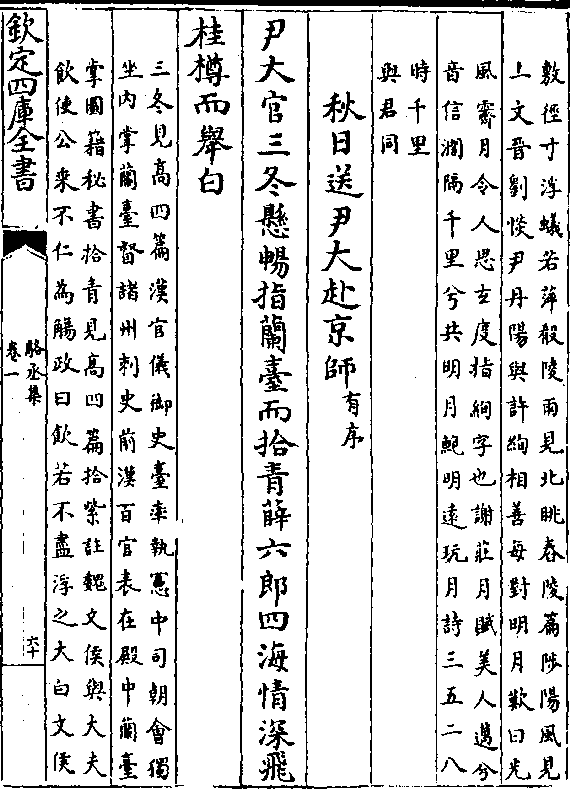 數徑寸浮蟻若萍殽陵雨見北眺舂陵篇陟陽風見
上文晉劉惔尹丹陽與許絢相善每對明月歎曰光
風霽月令人思玄度指絢字也謝莊月賦美人邁兮
音信濶隔千里兮共明月鮑明遠玩月詩三五二八
時千里
與君同
秋日送尹大赴京師有序
尹大官三冬懸暢指蘭臺而拾青薛六郎四海情深飛
桂樽而舉白
三冬見高四篇漢官儀御史臺率執憲中司朝會獨
坐內掌蘭臺督諸州刺史前漢百官表在殿中蘭臺
掌圖籍秘書拾青見高四篇拾紫註魏文侯與大夫
飲使公乘不仁為觴政曰飲若不盡浮之大白文侯
欽定四庫全書
駱丞集
卷一
六十